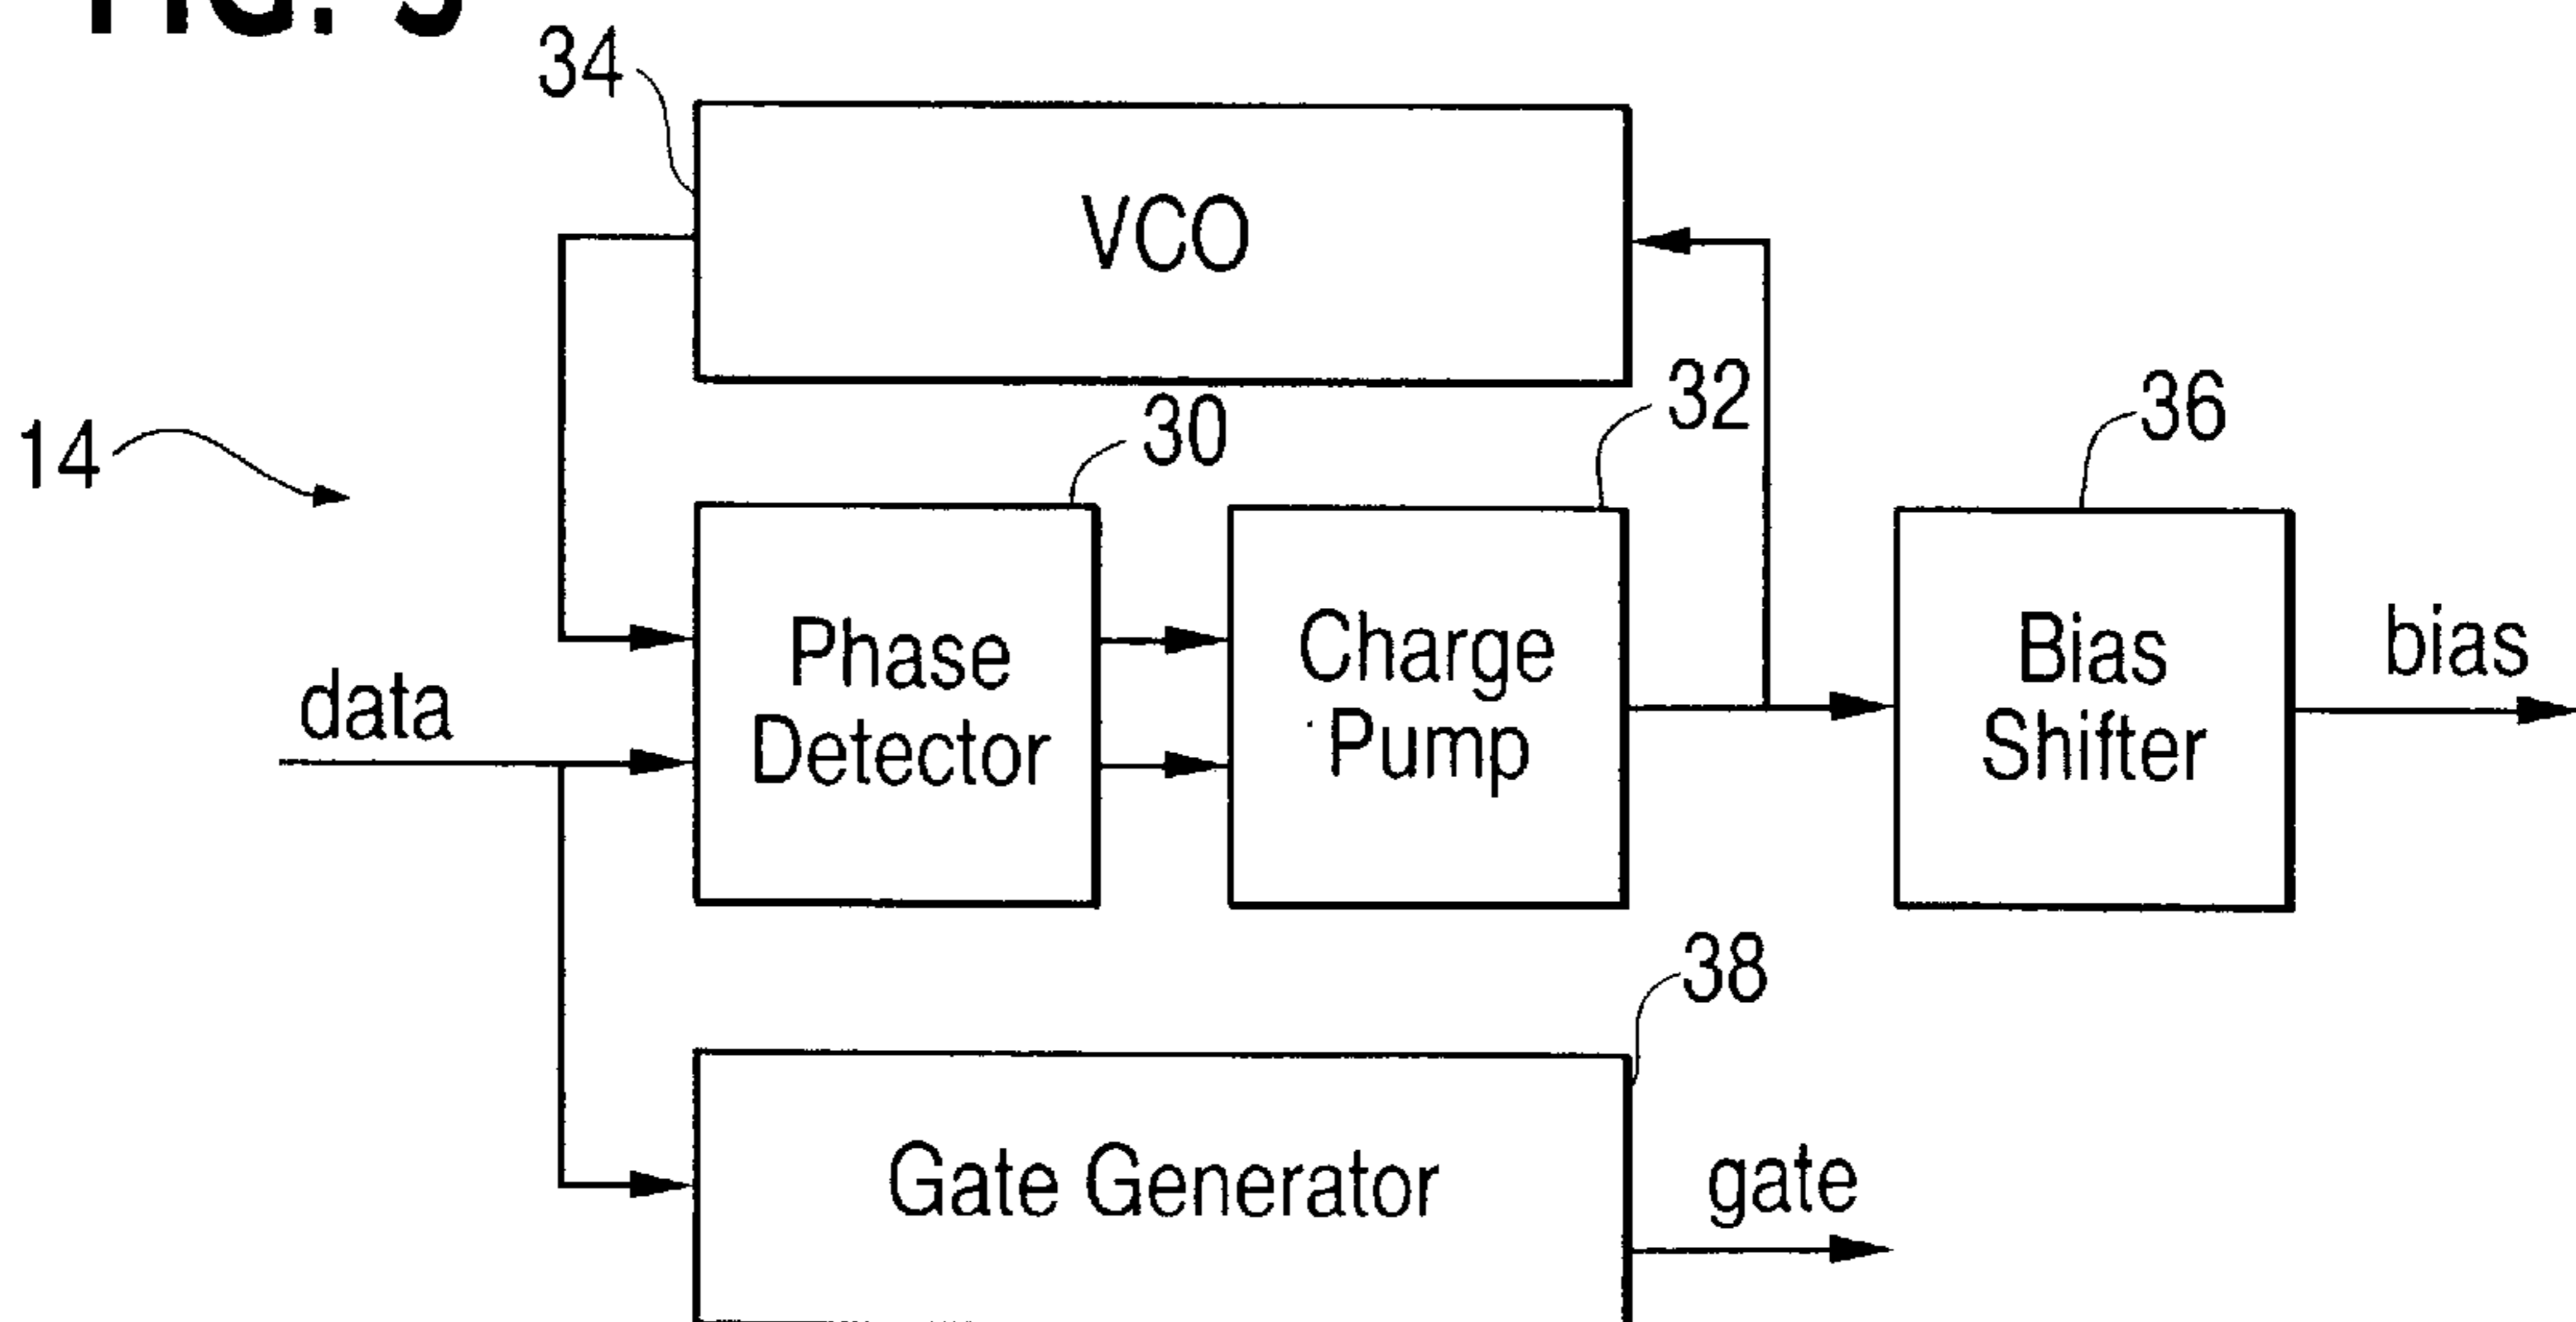 34
VCO
32
36
30
14
Phase
Detector
Charge
Pump
Bias
Shifter
bias
data
38
Gate Generator
gate